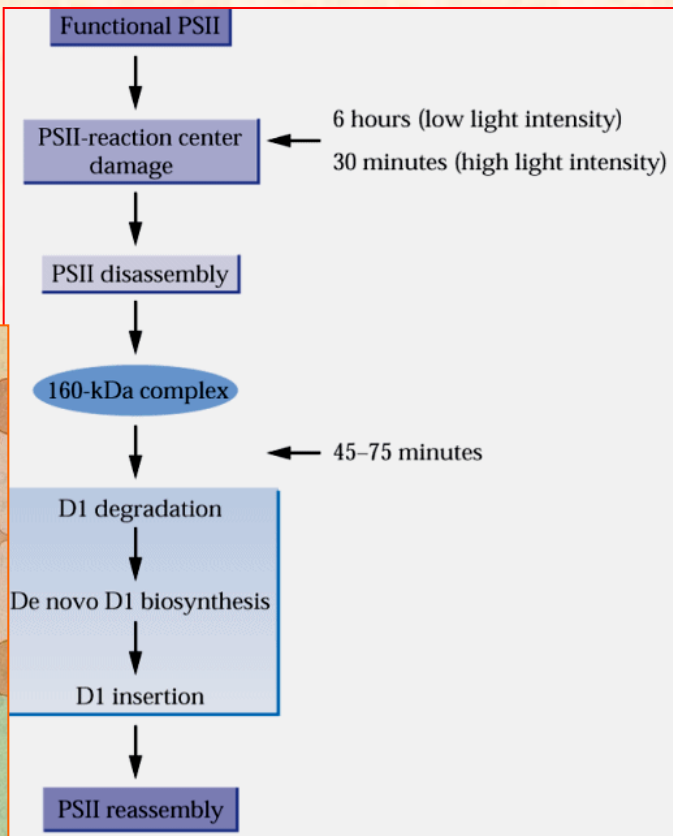 Functional PSII
PSII-reaction center
damage
6 hours (low light intensity)
30 minutes (high light intensity)
PSII disassembly
160-kDa complex
45–75 minutes
D1 degradation
De novo D1 biosynthesis
D1 insertion
PSII reassembly